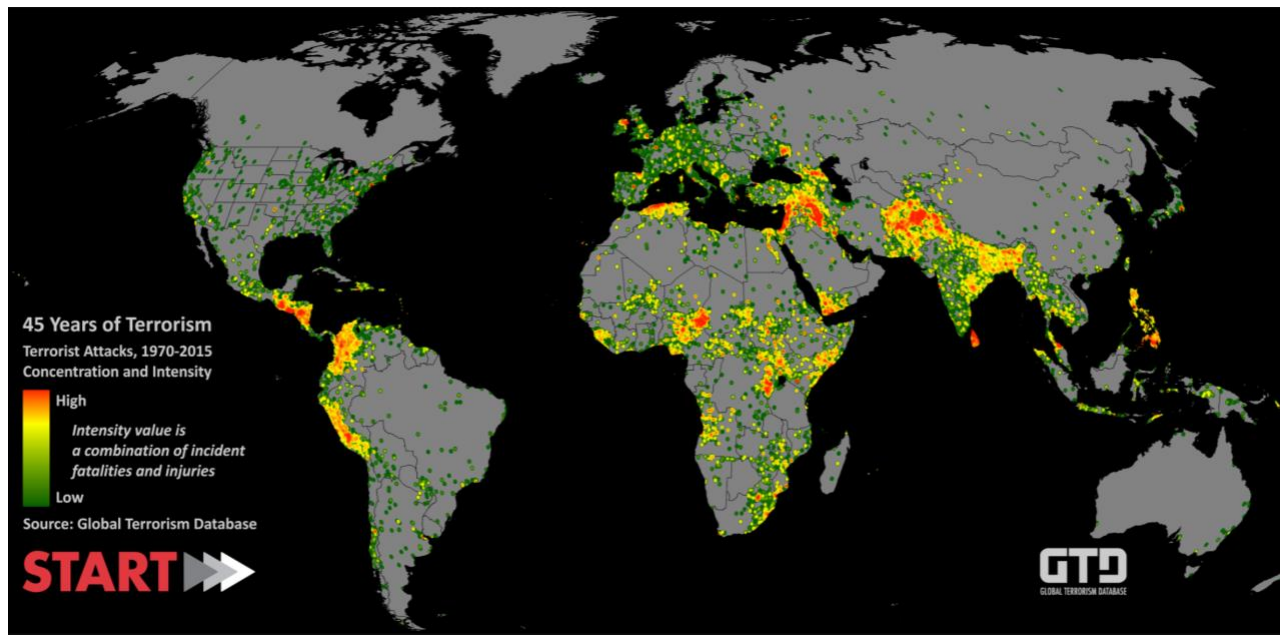 45 Years of Terrorism
Terrorist Attacks, 1970-2015
Concentration and Intensity
High
Intensity value is
a combination of incident
fatalities and injuries
Low
Source: Global Terrorism Database
START
GTD
GLOBAL TERRORISM DATABASE